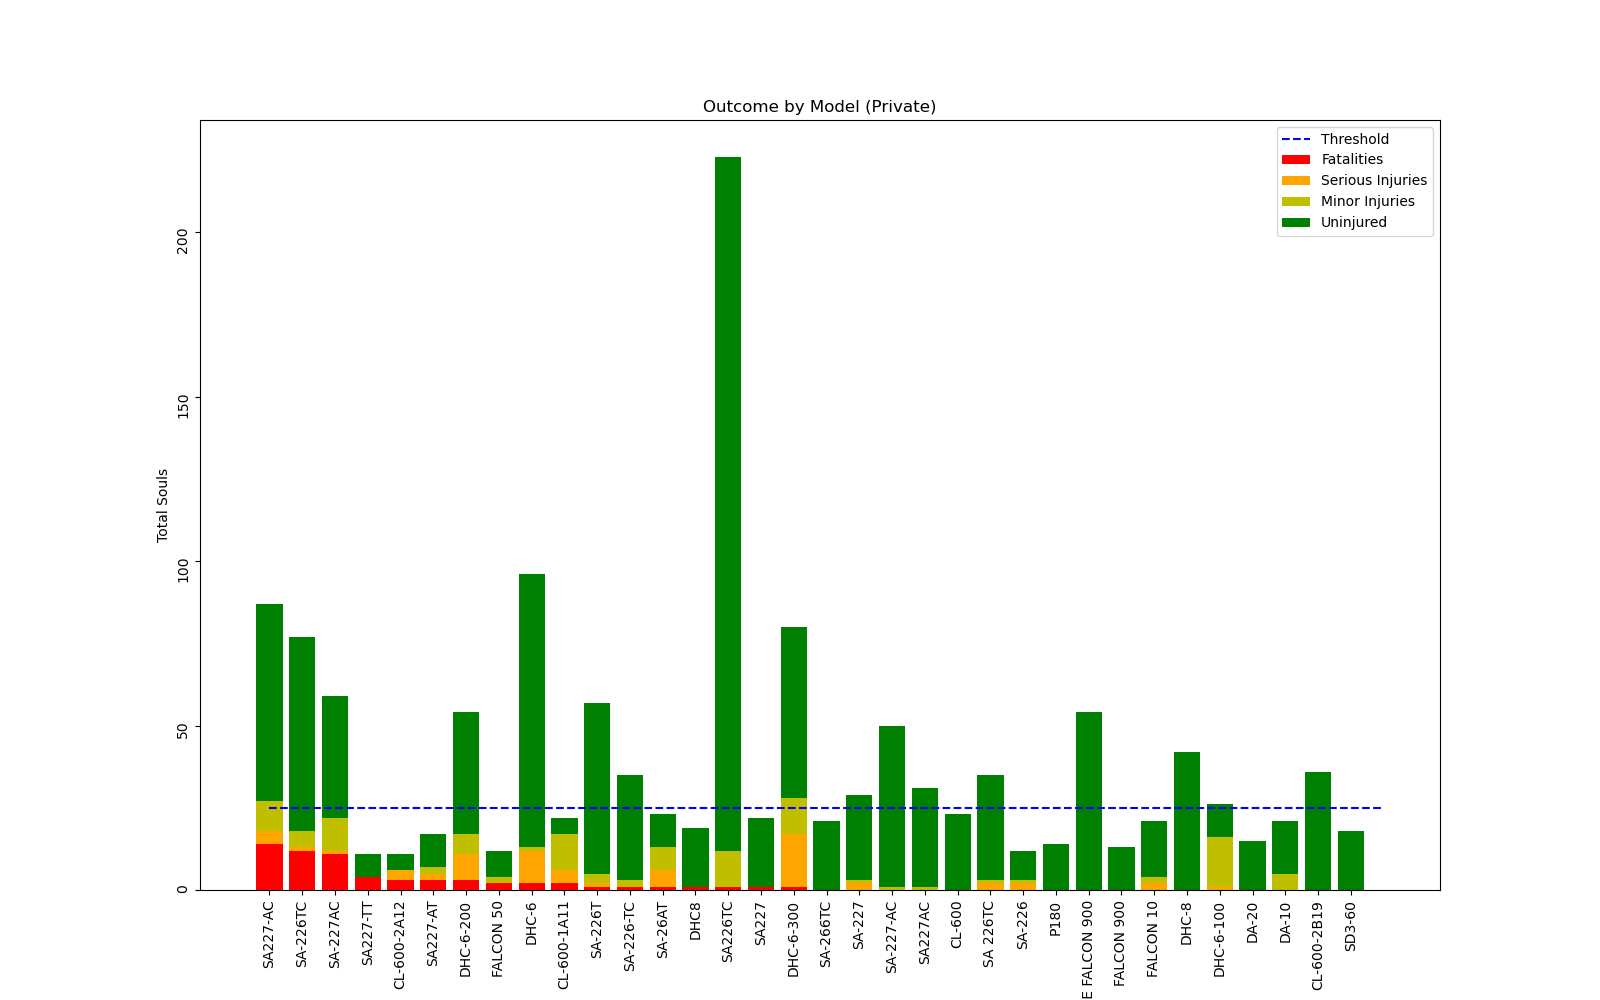 Outcome by Model (Private)
Threshold
Fatalities
Serious Injuries
Minor Injuries
Uninjured
Total Souls
200
150
100
50
0
SA227-AC
SA-226TC
SA-227AC
SA227-TT
CL-600-2A12
SA227-AT
DHC-6-200
FALCON 50
DHC-6
CL-600-1A11
SA-226T
SA-226-TC
SA-26AT
DHC8
SA226TC
SA227
DHC-6-300
SA-266TC
SA-227
SA-227-AC
SA227AC
CL-600
SA 226TC
SA-226
P180
E FALCON 900
FALCON 900
FALCON 10
DHC-8
DHC-6-100
DA-20
DA-10
CL-600-2B19
SD3-60